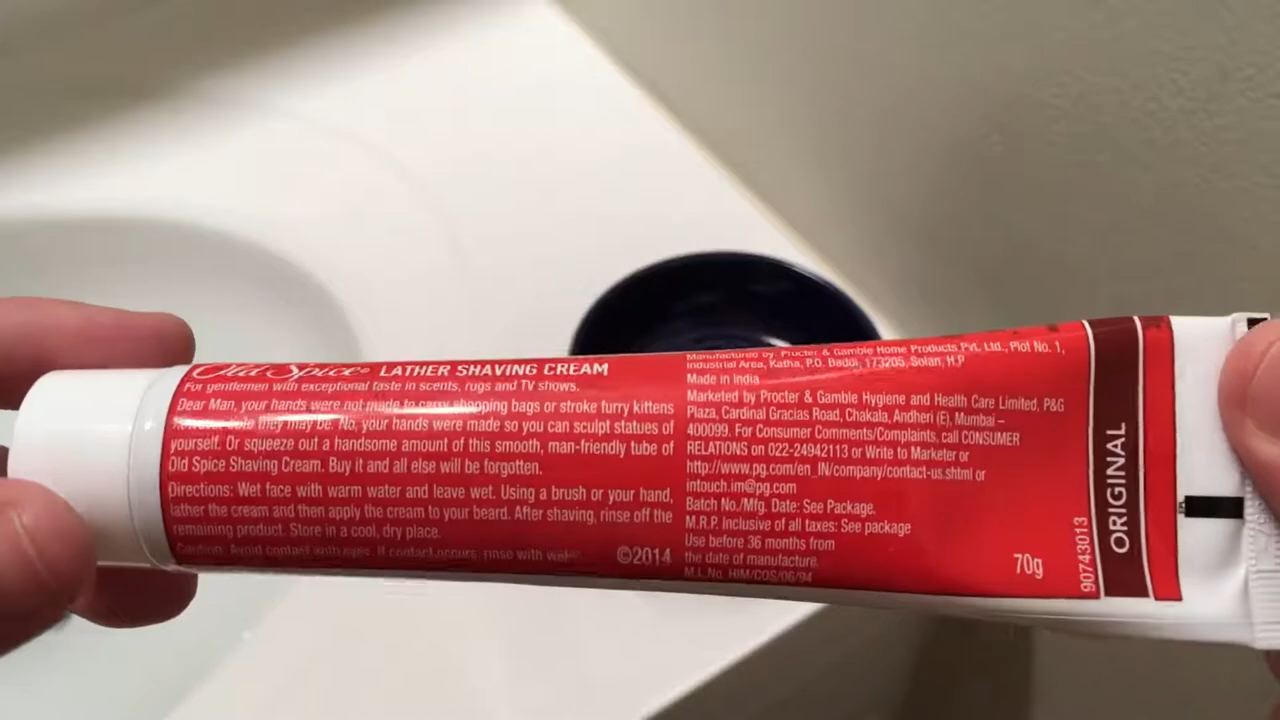 Old Spice® LATHER SHAVING CREAM
For gentlemen with exceptional taste in scents, rugs and TV shows.
Dear Man, your hands were not made to carry shopping bags or stroke furry kittens
they may be. No, your hands were made so you can sculpt statues of
yourself. Or squeeze out a handsome amount of this smooth, man-friendly tube of
Old Spice Shaving Cream. Buy it and all else will be forgotten.
Directions: Wet face with warm water and leave wet. Using a brush or your hand,
lather the cream and then apply the cream to your beard. After shaving, rinse off the
remaining product. Store in a cool, dry place.
Caution: Avoid contact with eyes. If contact occurs, rinse with water.
©2014
Manufactured by: Procter & Gamble Home Products Pvt. Ltd., Plot No. 1,
Industrial Area, Katha, P.O. Baddi, 173205, Solan, H.P
Made in India
Marketed by Procter & Gamble Hygiene and Health Care Limited, P&G
Plaza, Cardinal Gracias Road, Chakala, Andheri (E), Mumbai –
400099. For Consumer Comments/Complaints, call CONSUMER
RELATIONS on 022-24942113 or Write to Marketer or
http://www.pg.com/en_IN/company/contact-us.shtml or
intouch.im@pg.com
Batch No./Mfg. Date: See Package.
M.R.P. Inclusive of all taxes: See package
Use before 36 months from
the date of manufacture.
M.L.No. HIM/COS/06/94
70g
90743013
ORIGINAL